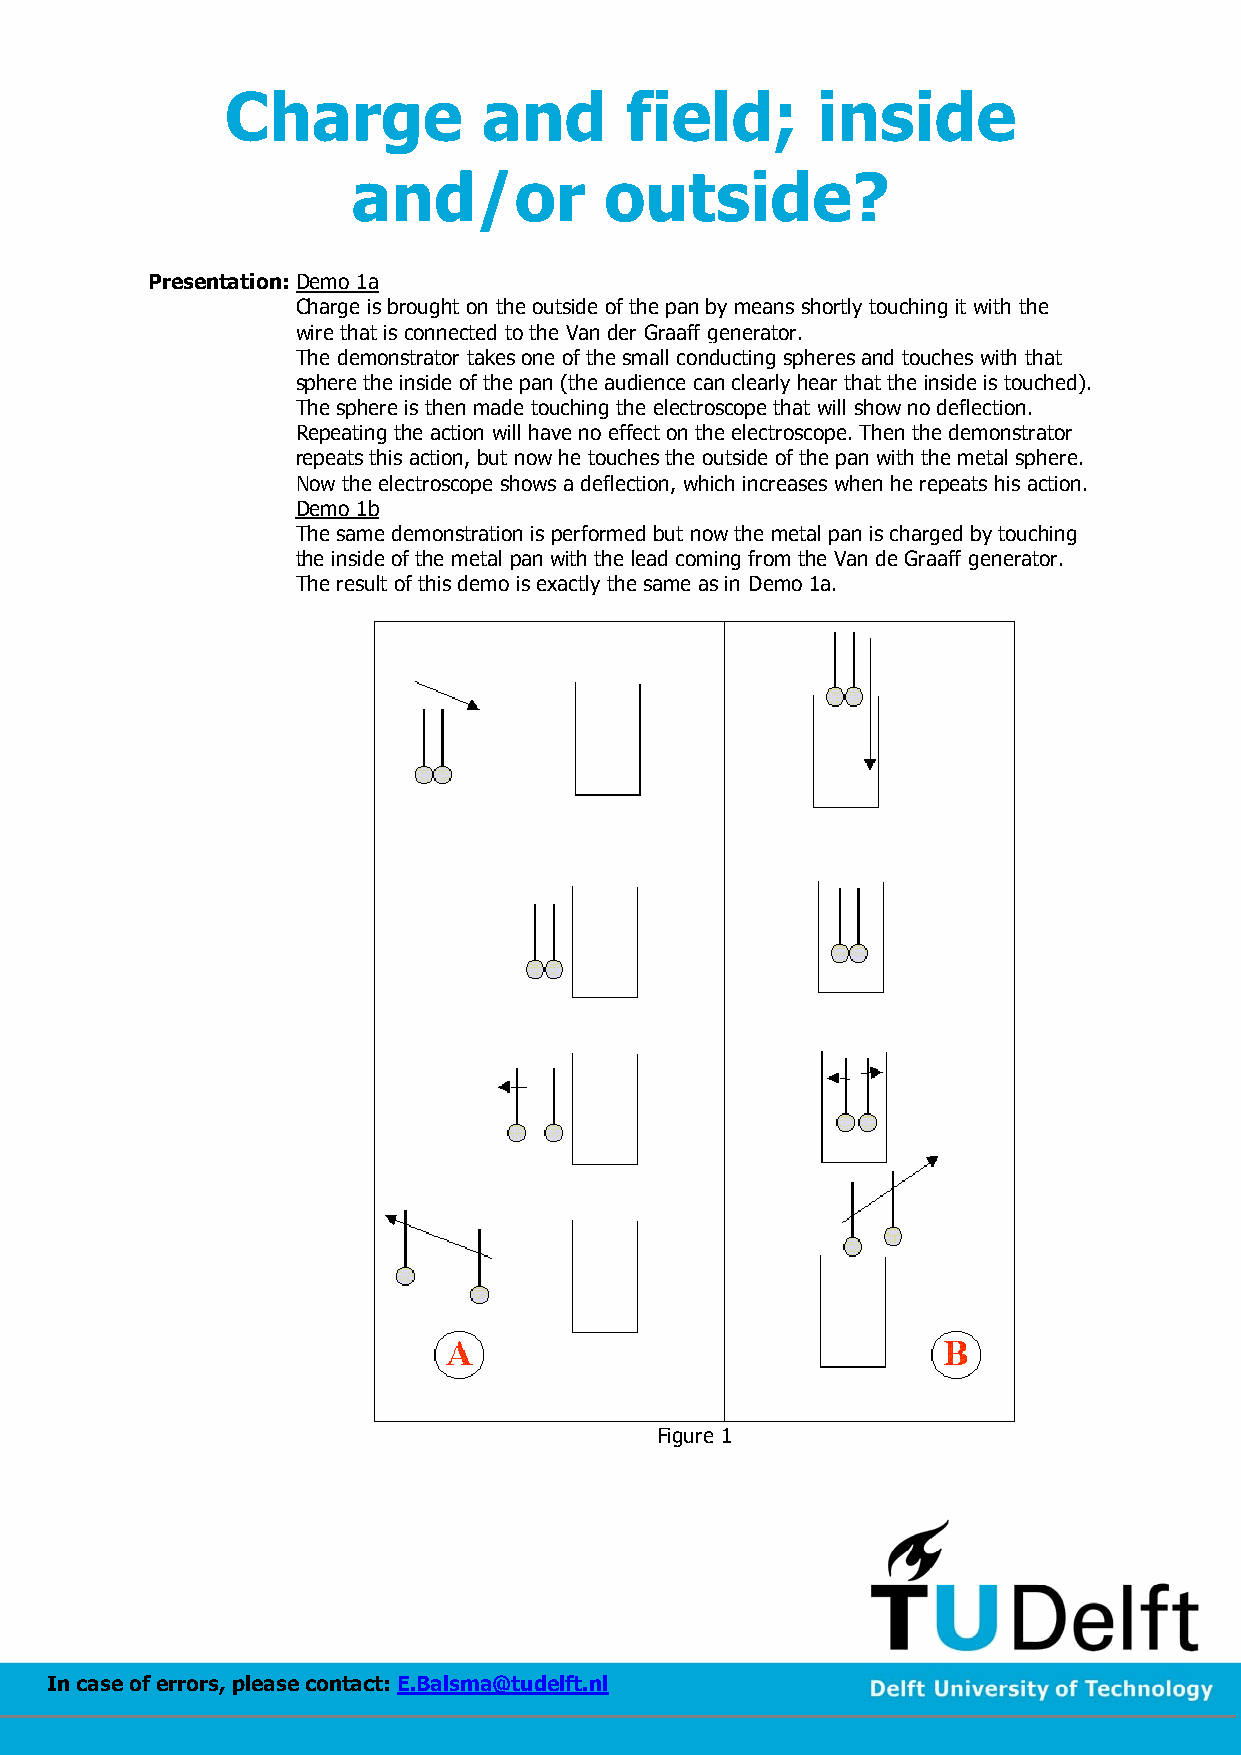 Charge and field; inside
and/or outside?
Presentation: Demo 1a
Charge is brought on the outside of the pan by means shortly touching it with the
wire that is connected to the Van der Graaff generator.
The demonstrator takes one of the small conducting spheres and touches with that
sphere the inside of the pan (the audience can clearly hear that the inside is touched).
The sphere is then made touching the electroscope that will show no deflection.
Repeating the action will have no effect on the electroscope. Then the demonstrator
repeats this action, but now he touches the outside of the pan with the metal sphere.
Now the electroscope shows a deflection, which increases when he repeats his action.
Demo 1b
The same demonstration is performed but now the metal pan is charged by touching
the inside of the metal pan with the lead coming from the Van de Graaff generator.
The result of this demo is exactly the same as in Demo 1a.
A
B
Figure 1
TUDelft
In case of errors, please contact: E.Balsma@tudelft.nl
Delft University of Technology